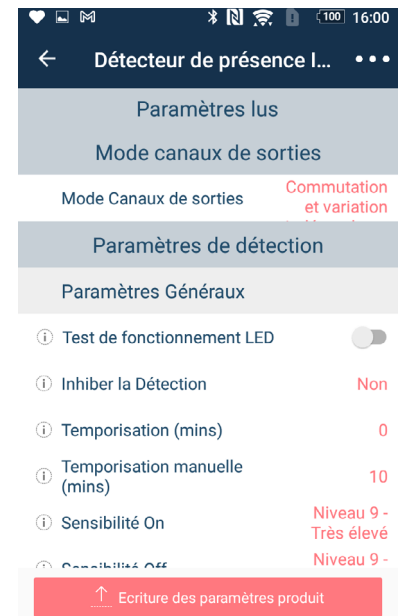 100 16:00
Détecteur de présence I...
Paramètres lus
Mode canaux de sorties
Mode Canaux de sorties
Commutation
et variation
Paramètres de détection
Paramètres Généraux
Test de fonctionnement LED
Inhiber la Détection
Non
Temporisation (mins)
0
Temporisation manuelle
(mins)
10
Sensibilité On
Niveau 9 -
Très élevé
Sensibilité Off
Niveau 9 -
Ecriture des paramètres produit